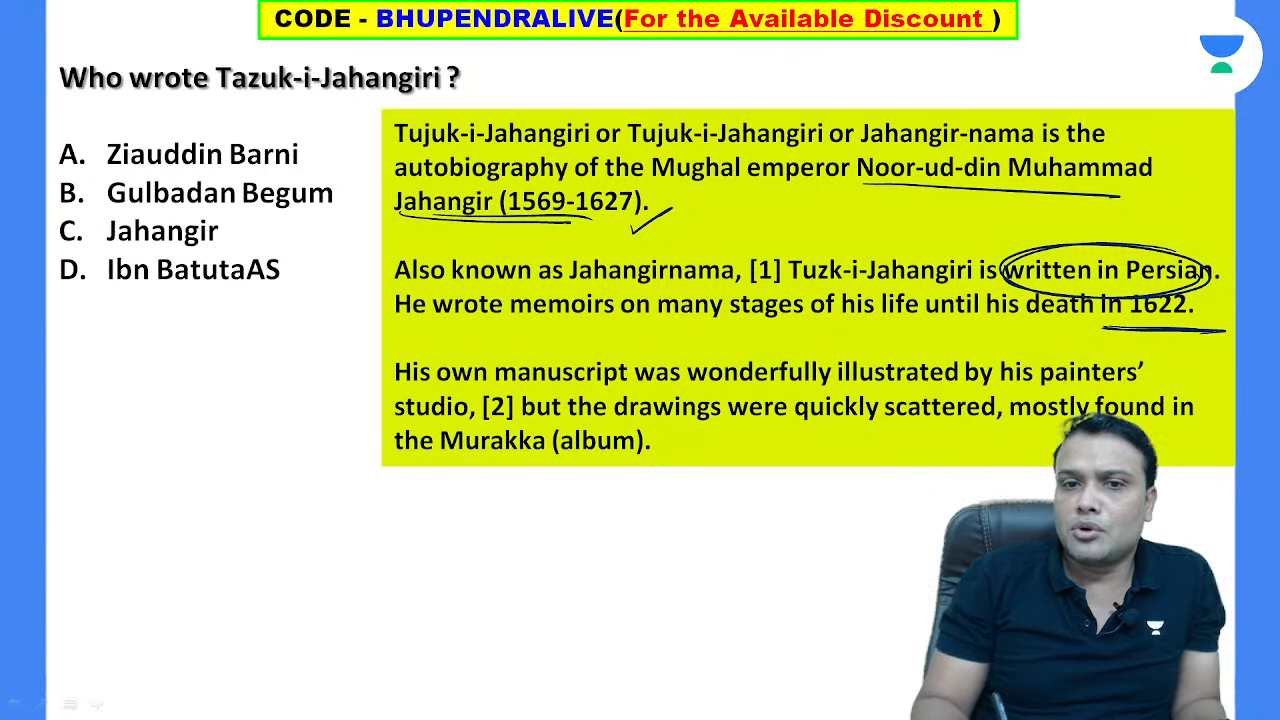 CODE - BHUPENDRALIVE(For the Available Discount )
Who wrote Tazuk-i-Jahangiri ?
A. Ziauddin Barni
B. Gulbadan Begum
C. Jahangir
D. Ibn BatutaAS
Tujuk-i-Jahangiri or Tujuk-i-Jahangiri or Jahangir-nama is the
autobiography of the Mughal emperor Noor-ud-din Muhammad
Jahangir (1569-1627).
Also known as Jahangirnama, [1] Tuzk-i-Jahangiri is written in Persian.
He wrote memoirs on many stages of his life until his death in 1622.
His own manuscript was wonderfully illustrated by his painters’
studio, [2] but the drawings were quickly scattered, mostly found in
the Murakka (album).